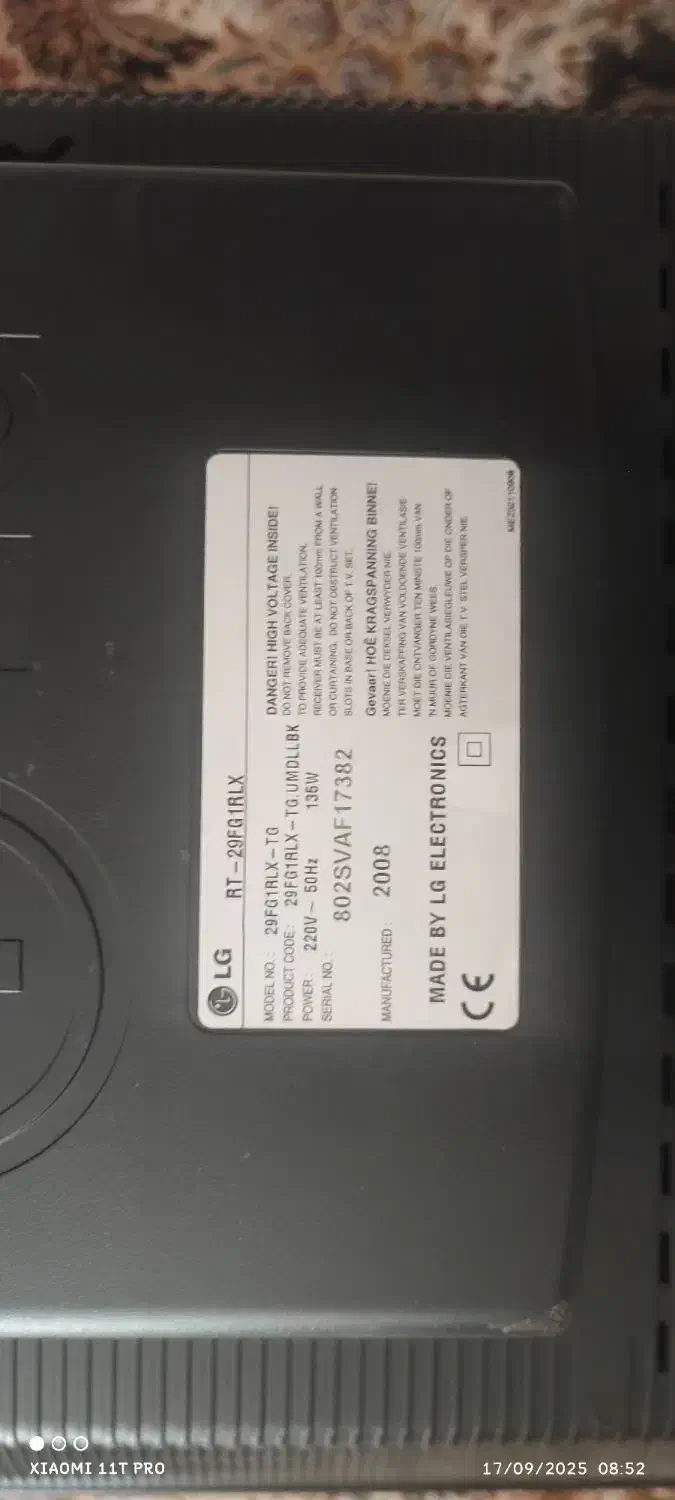 LG RT-29FG1RLX
MODEL NO.: 29FG1RLX-TG
PRODUCT CODE: 29FG1RLX-TG.UMDLLBK
POWER: 220V~ 50Hz 135W
SERIAL NO.:
802SVAF17382
MANUFACTURED: 2008
MADE BY LG ELECTRONICS
CE
DANGER! HIGH VOLTAGE INSIDE!
DO NOT REMOVE BACK COVER.
TO PROVIDE ADEQUATE VENTILATION,
RECEIVER MUST BE AT LEAST 100mm FROM A WALL
OR CURTAINING. DO NOT OBSTRUCT VENTILATION
SLOTS IN BASE OR BACK OF T.V. SET.
Gevaar! HOË KRAGSPANNING BINNE!
MOENIE DIE DEKSEL VERWYDER NIE.
TER VERSKAFFING VAN VOLDOENDE VENTILASIE
MOET DIE ONTVANGER TEN MINSTE 100mm VAN
'N MUUR OF GORDYNE WEES.
MOENIE DIE VENTILASIEGLEUWE OP DIE ONDER OF
AGTERKANT VAN DIE T.V. STEL VERSPER NIE.
XIAOMI 11T PRO
17/09/2025 08:52